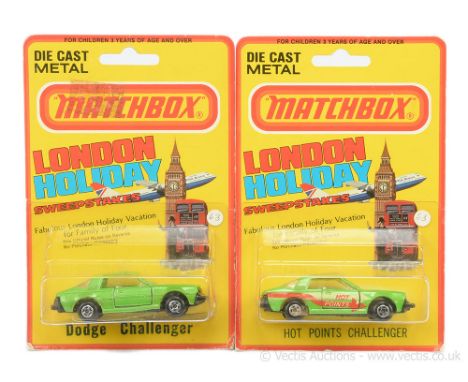 FOR CHILDREN 3 YEARS OF AGE AND OVER
DIE CAST
METAL
MATCHBOX
LONDON
HOLIDAY
SWEEPSTAKES
Fabulous London Holiday Vacation
for Family of Four
Dodge Challenger
FOR CHILDREN 3 YEARS OF AGE AND OVER
DIE CAST
METAL
MATCHBOX
LONDON
HOLIDAY
SWEEPSTAKES
Fabulous London Holiday Vacation
for Family of Four
HOT
POINTS
HOT POINTS CHALLENGER
© Vectis Auctions - www.vectis.co.uk